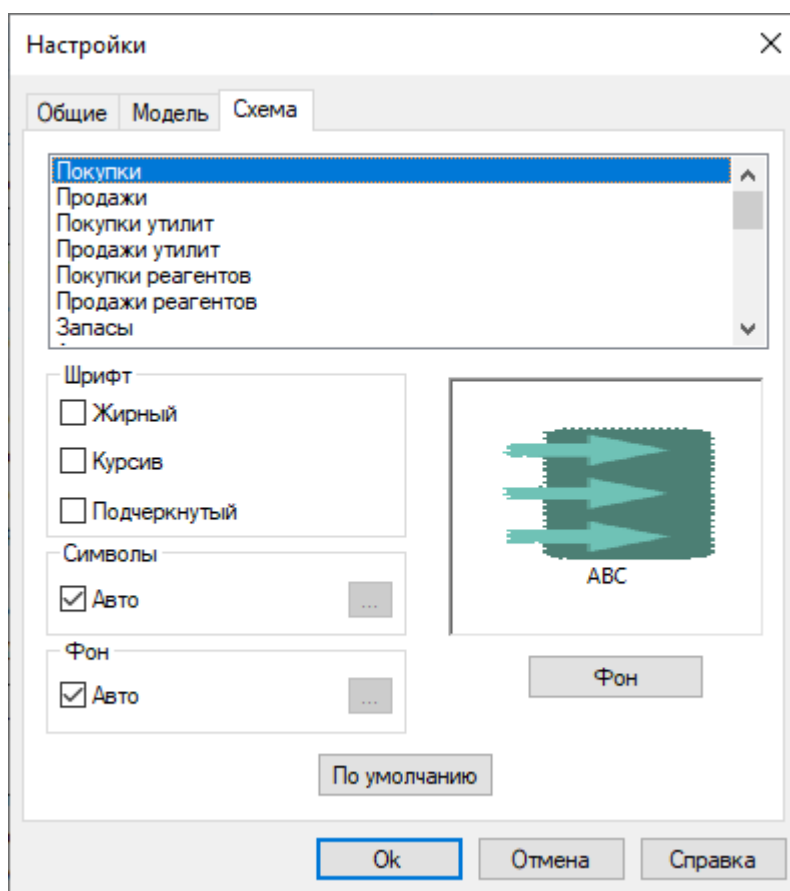 Настройки
Общие Модель Схема
Покупки
Продажи
Покупки утилит
Продажи утилит
Покупки реагентов
Продажи реагентов
Запасы
Шрифт
Жирный
Курсив
Подчеркнутый
Символы
Авто ...
Фон
Авто ...
ABC
Фон
По умолчанию
Ok Отмена Справка